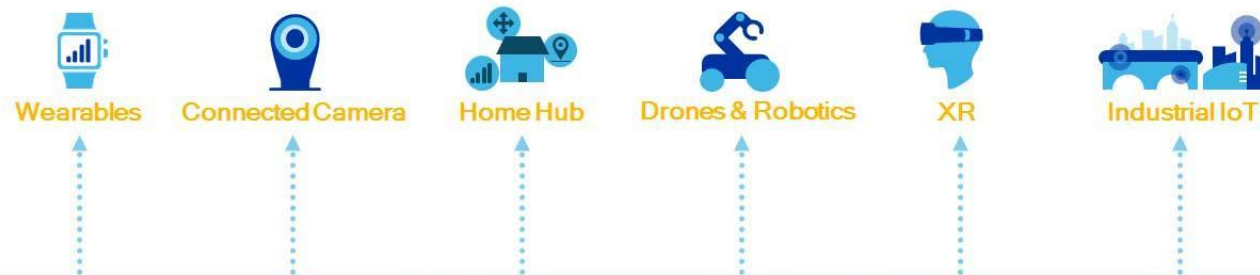 Wearables
Connected Camera
Home Hub
Drones & Robotics
XR
Industrial IoT